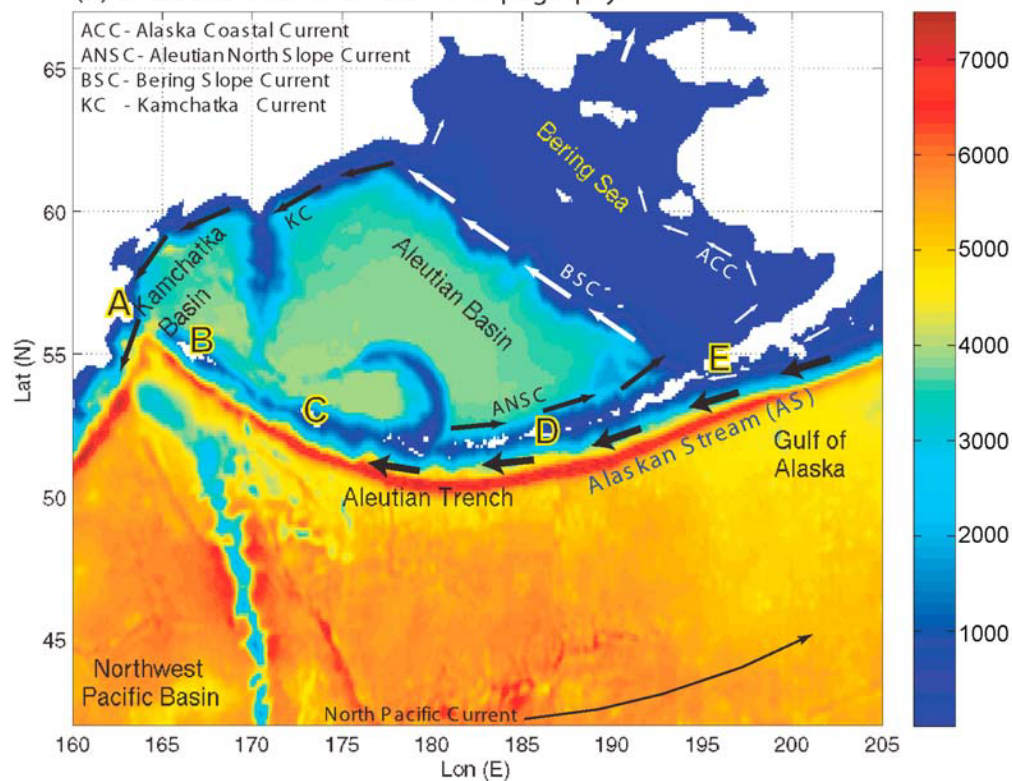 ACC- Alaska Coastal Current
ANSC- Aleutian North Slope Current
BSC- Bering Slope Current
KC - Kamchatka Current
7000
6000
5000
4000
3000
2000
1000
65
60
55
50
45
Lat (N)
Bering Sea
KC
Kamchatka
Basin
Aleutian Basin
BSC
ACC
A
B
C
D
E
ANSC
Alaskan Stream (AS)
Gulf of
Alaska
Aleutian Trench
Northwest
Pacific Basin
North Pacific Current
160
165
170
175
180
185
190
195
200
205
Lon (E)